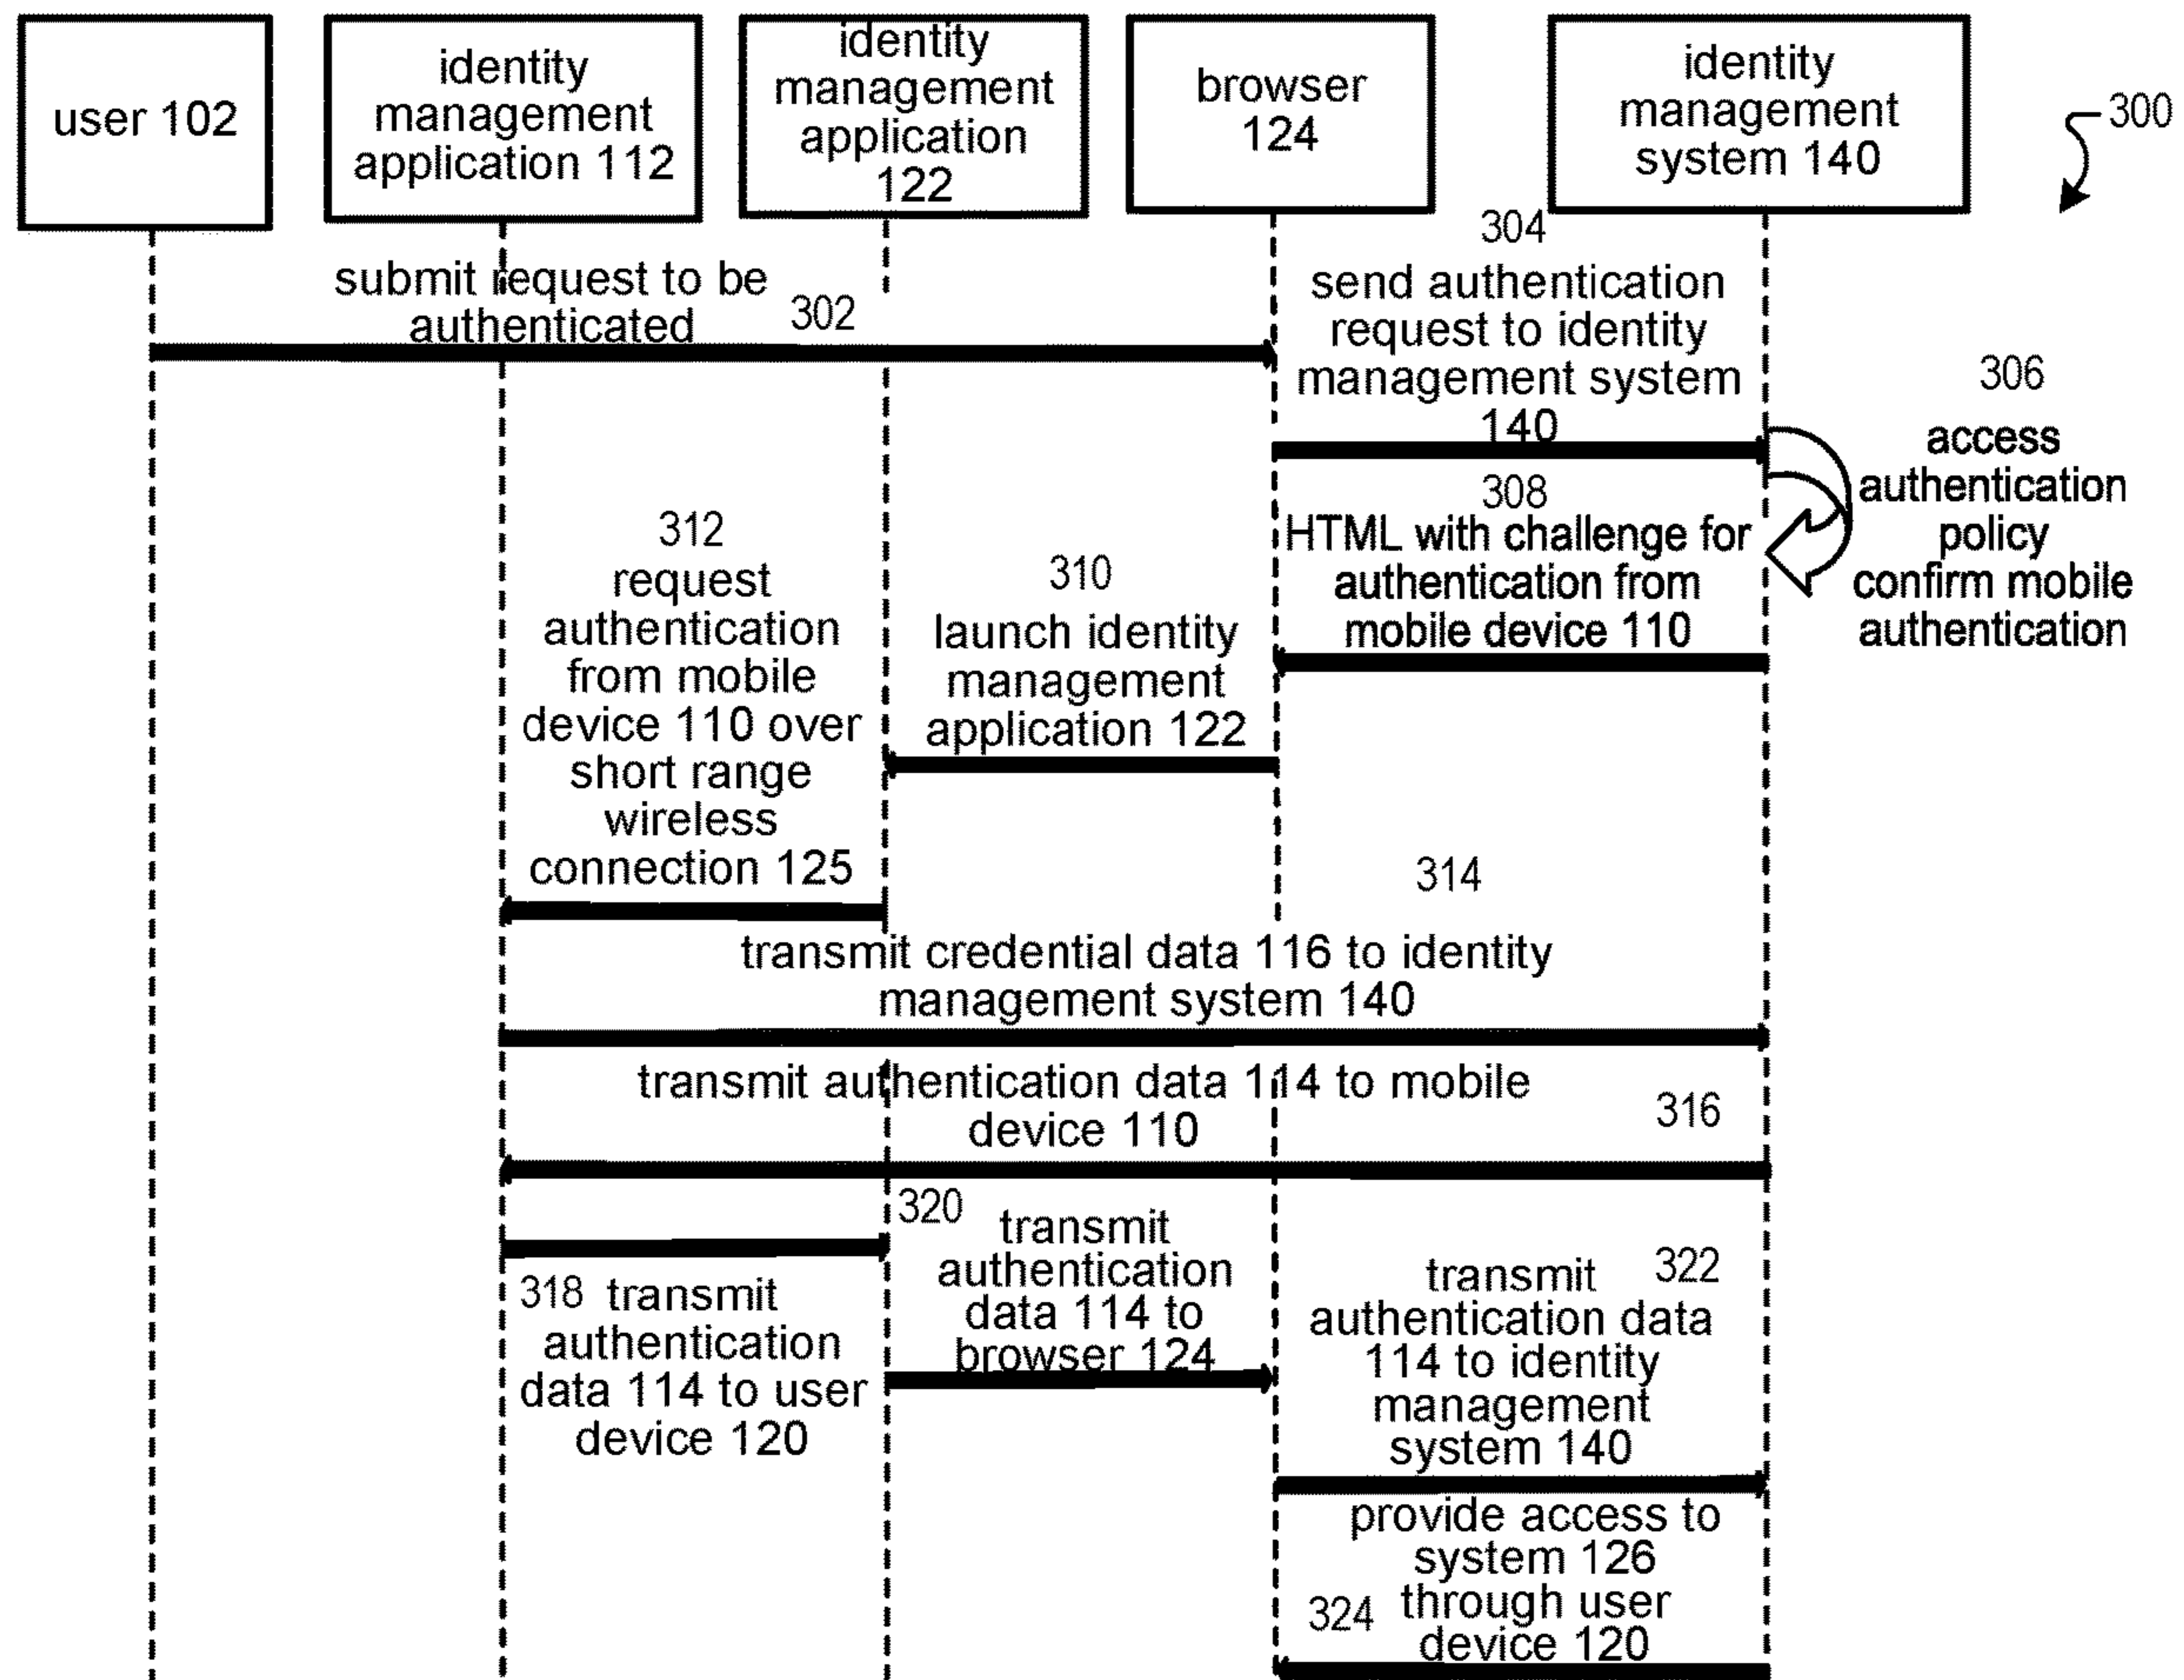 user 102
identity
management
application 112
identity
management
application
122
browser
124
identity
management
system 140
300
submit request to be
authenticated
302
304
send authentication
request to identity
management system
140
306
access
authentication
policy
confirm mobile
authentication
308
HTML with challenge for
authentication from
mobile device 110
310
launch identity
management
application 122
312
request
authentication
from mobile
device 110 over
short range
wireless
connection 125
314
transmit credential data 116 to identity
management system 140
transmit authentication data 114 to mobile
device 110
316
318 transmit
authentication
data 114 to user
device 120
320
transmit
authentication
data 114 to
browser 124
322
transmit
authentication data
114 to identity
management
system 140
provide access to
system 126
324 through user
device 120